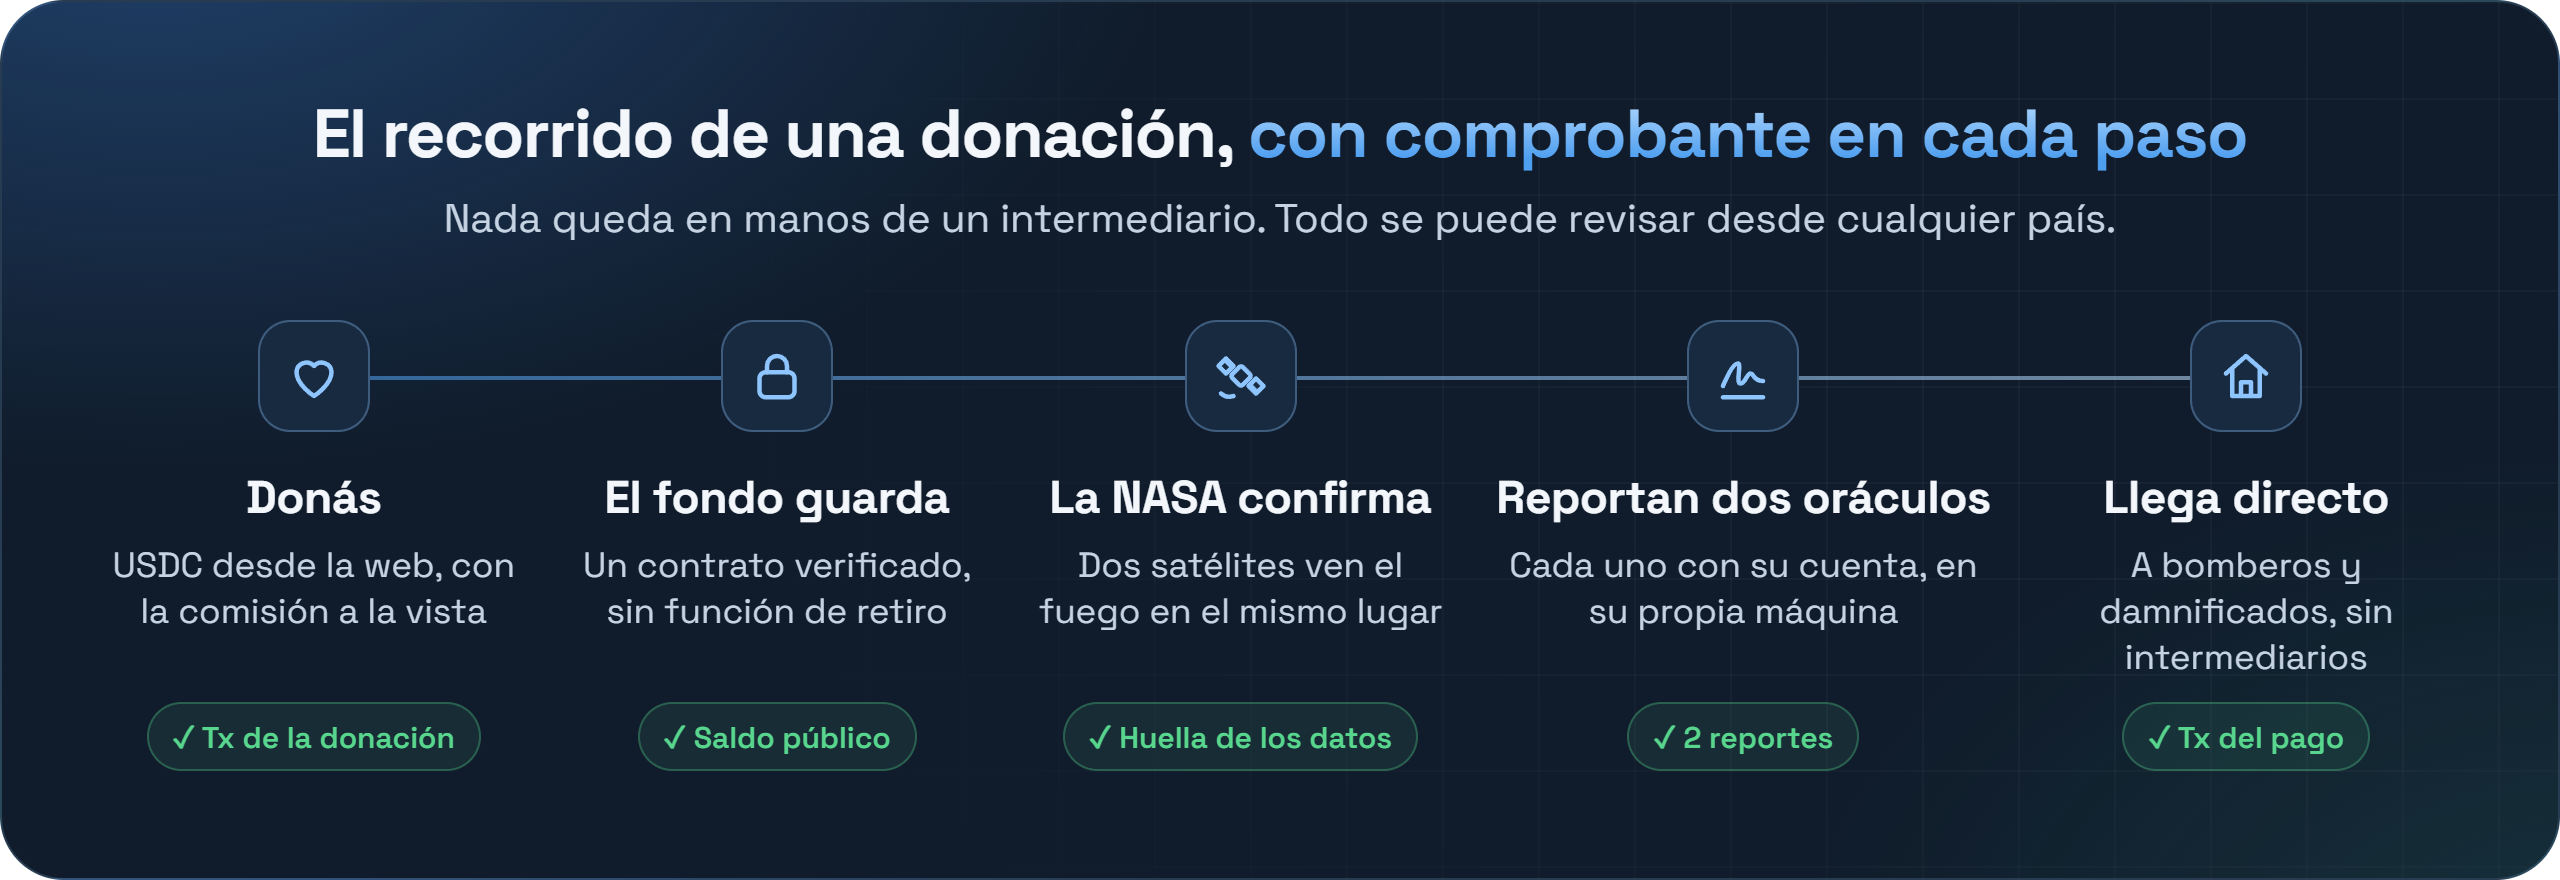 El recorrido de una donación, con comprobante en cada paso
Nada queda en manos de un intermediario. Todo se puede revisar desde cualquier país.
Donás
USDC desde la web, con
la comisión a la vista
✓ Tx de la donación
El fondo guarda
Un contrato verificado,
sin función de retiro
✓ Saldo público
La NASA confirma
Dos satélites ven el
fuego en el mismo lugar
✓ Huella de los datos
Reportan dos oráculos
Cada uno con su cuenta, en
su propia máquina
✓ 2 reportes
Llega directo
A bomberos y
damnificados, sin
intermediarios
✓ Tx del pago